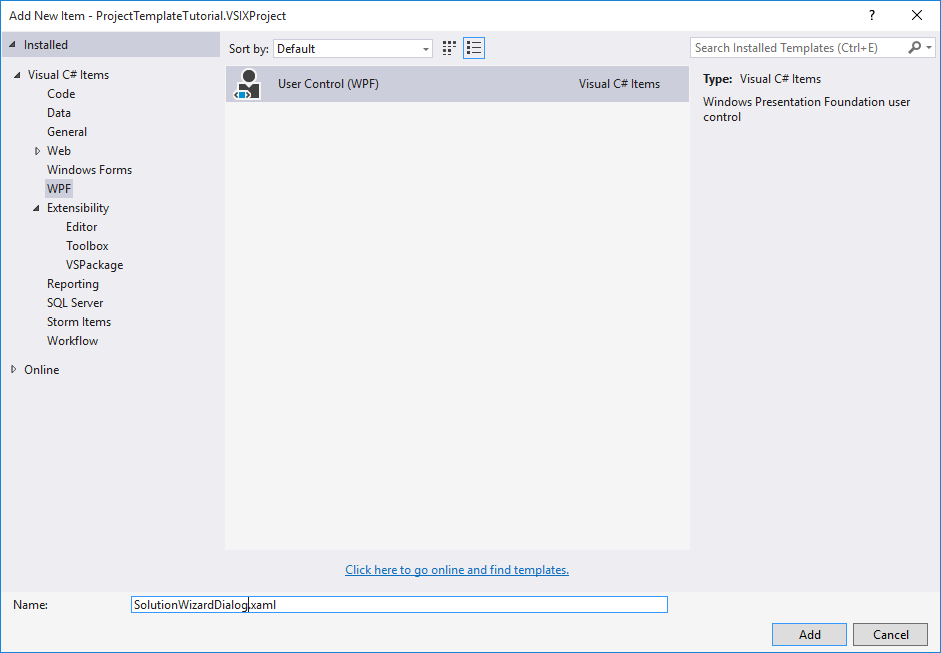 Add New Item - ProjectTemplateTutorial.VSIXProject
?
Installed
Sort by:
Default
Search Installed Templates (Ctrl+E)
Visual C# Items
Code
Data
General
Web
Windows Forms
WPF
Extensibility
Editor
Toolbox
VSPackage
Reporting
SQL Server
Storm Items
Workflow
Online
User Control (WPF)
Visual C# Items
Type: Visual C# Items
Windows Presentation Foundation user
control
Click here to go online and find templates.
Name:
SolutionWizardDialog.xaml
Add
Cancel